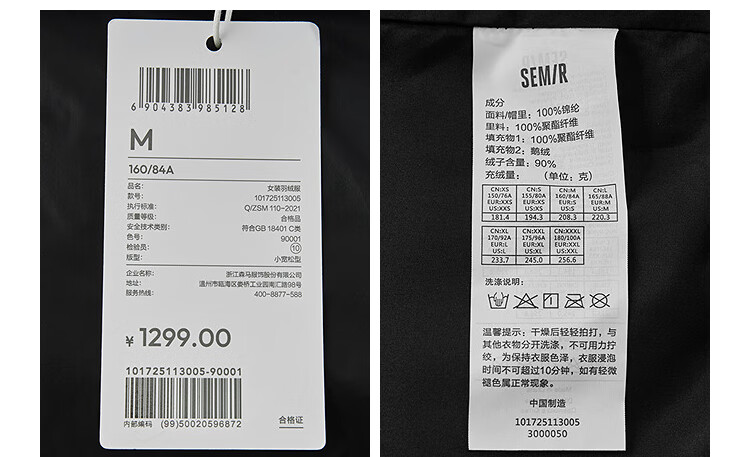 6 904383 985128
M
160/84A
品名: 女装羽绒服
款号: 101725113005
执行标准: Q/ZSM 110-2021
质量等级: 合格品
安全技术类别: 符合GB 18401 C类
色号: 90001
检验员: 10
版型: 小宽松型
企业名称: 浙江森马服饰股份有限公司
地址: 温州市瓯海区娄桥工业园南汇路98号
服务热线: 400-8877-588
¥ 1299.00
101725113005-90001
内部编码 (99)50020596872
合格证
SEM/R
成分
面料/帽里: 100%锦纶
里料: 100%聚酯纤维
填充物1: 100%聚酯纤维
填充物2: 鹅绒
绒子含量: 90%
充绒量: (单位: 克)
CN:XS CN:S CN:M CN:L
150/76A 155/80A 160/84A 165/88A
EUR:XXS EUR:XS EUR:S EUR:M
US:XXS US:XS US:S US:M
181.4 194.3 208.3 220.3
CN:XL CN:XXL CN:XXXL
170/92A 175/96A 180/100A
EUR:L EUR:XL EUR:XXL
US:L US:XL US:XXL
233.7 245.0 256.6
洗涤说明:
温馨提示: 干燥后轻轻拍打, 与
其他衣物分开洗涤, 不可用力拧
绞, 为保持衣服色泽, 衣服浸泡
时间不可超过10分钟, 如有轻微
褪色属正常现象。
中国制造
101725113005
3000050